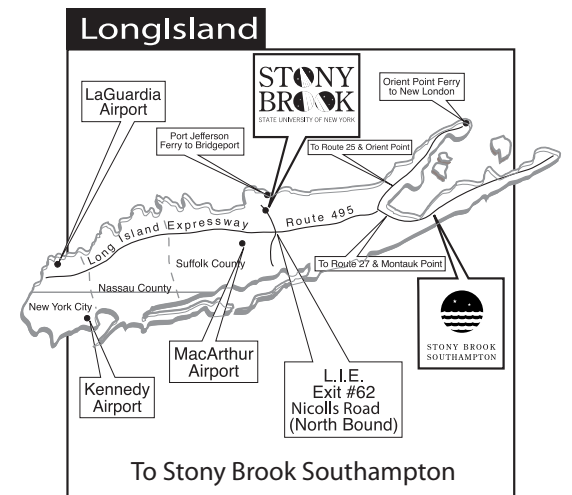 LongIsland
STONY
BROOK
STATE UNIVERSITY OF NEW YORK
Orient Point Ferry
to New London
LaGuardia
Airport
Port Jefferson
Ferry to Bridgeport
To Route 25 & Orient Point
Long Island Expressway Route 495
Suffolk County
To Route 27 & Montauk Point
Nassau County
New York City
STONY BROOK
SOUTHAMPTON
MacArthur
Airport
Kennedy
Airport
L.I.E.
Exit #62
Nicolls Road
(North Bound)
To Stony Brook Southampton